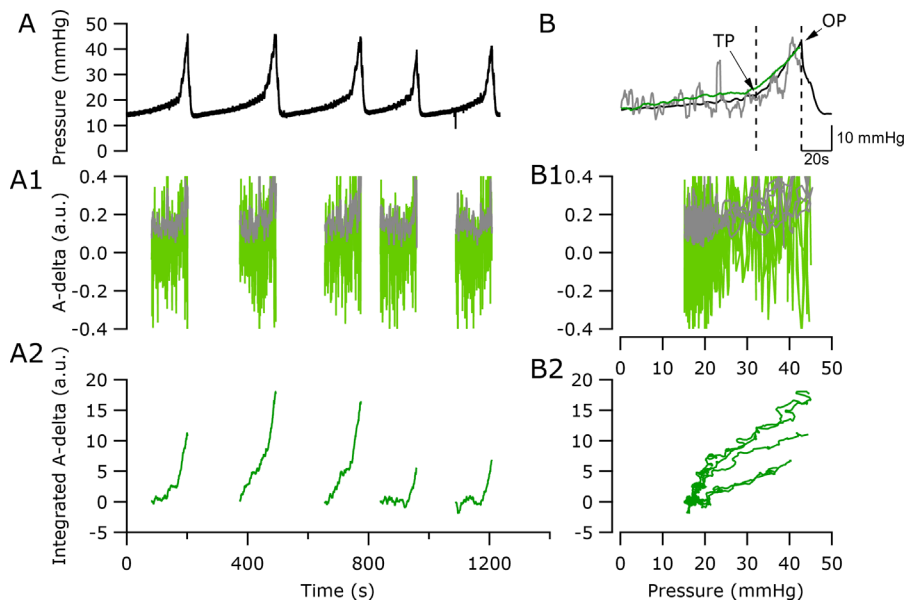 A
Pressure (mmHg)
50
40
30
20
10
0
B
TP
OP
10 mmHg
20s
A1
A-delta (a.u.)
0.4
0.2
0.0
-0.2
-0.4
B1
0.4
0.2
0.0
-0.2
-0.4
0 10 20 30 40 50
A2
Integrated A-delta (a.u.)
20
15
10
5
0
-5
0 400 800 1200
Time (s)
B2
20
15
10
5
0
-5
0 10 20 30 40 50
Pressure (mmHg)